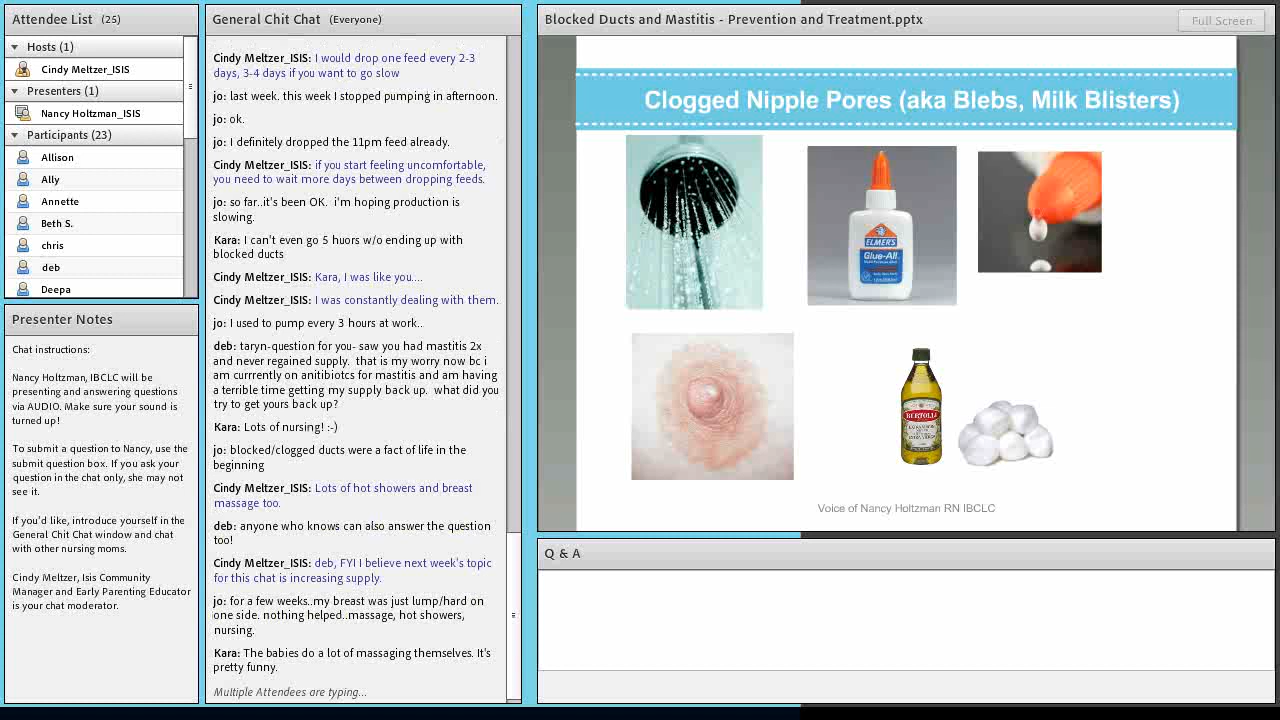 Attendee List (25)
Hosts (1)
Cindy Meltzer_ISIS
Presenters (1)
Nancy Holtzman_ISIS
Participants (23)
Allison
Ally
Annette
Beth S.
chris
deb
Deepa
Presenter Notes
Chat instructions:
Nancy Holtzman, IBCLC will be
presenting and answering questions
via AUDIO. Make sure your sound is
turned up!
To submit a question to Nancy, use the
submit question box. If you ask your
question in the chat only, she may not
see it.
If you'd like, introduce yourself in the
General Chit Chat window and chat
with other nursing moms.
Cindy Meltzer, Isis Community
Manager and Early Parenting Educator
is your chat moderator.
General Chit Chat (Everyone)
Cindy Meltzer_ISIS: I would drop one feed every 2-3
days, 3-4 days if you want to go slow
jo: last week. this week I stopped pumping in afternoon.
jo: ok.
jo: I definitely dropped the 11pm feed already.
Cindy Meltzer_ISIS: if you start feeling uncomfortable,
you need to wait more days between dropping feeds.
jo: so far..it's been OK. i'm hoping production is
slowing.
Kara: I can't even go 5 huors w/o ending up with
blocked ducts
Cindy Meltzer_ISIS: Kara, I was like you...
Cindy Meltzer_ISIS: I was constantly dealing with them.
jo: I used to pump every 3 hours at work..
deb: taryn-question for you- saw you had mastitis 2x
and never regained supply. that is my worry now bc i
am currrently on anitibiotcs for mastitis and am having
a terrible time getting my supply back up. what did you
try to get yours back up?
Kara: Lots of nursing! :-)
jo: blocked/clogged ducts were a fact of life in the
beginning
Cindy Meltzer_ISIS: Lots of hot showers and breast
massage too.
deb: anyone who knows can also answer the question
too!
Cindy Meltzer_ISIS: deb, FYI I believe next week's topic
for this chat is increasing supply.
jo: for a few weeks..my breast was just lump/hard on
one side. nothing helped..massage, hot showers,
nursing.
Kara: The babies do a lot of massaging themselves. It's
pretty funny.
Multiple Attendees are typing...
Blocked Ducts and Mastitis - Prevention and Treatment.pptx
Full Screen
Clogged Nipple Pores (aka Blebs, Milk Blisters)
ELMER'S
Glue-All
BERTOLLI
Voice of Nancy Holtzman RN IBCLC
Q & A